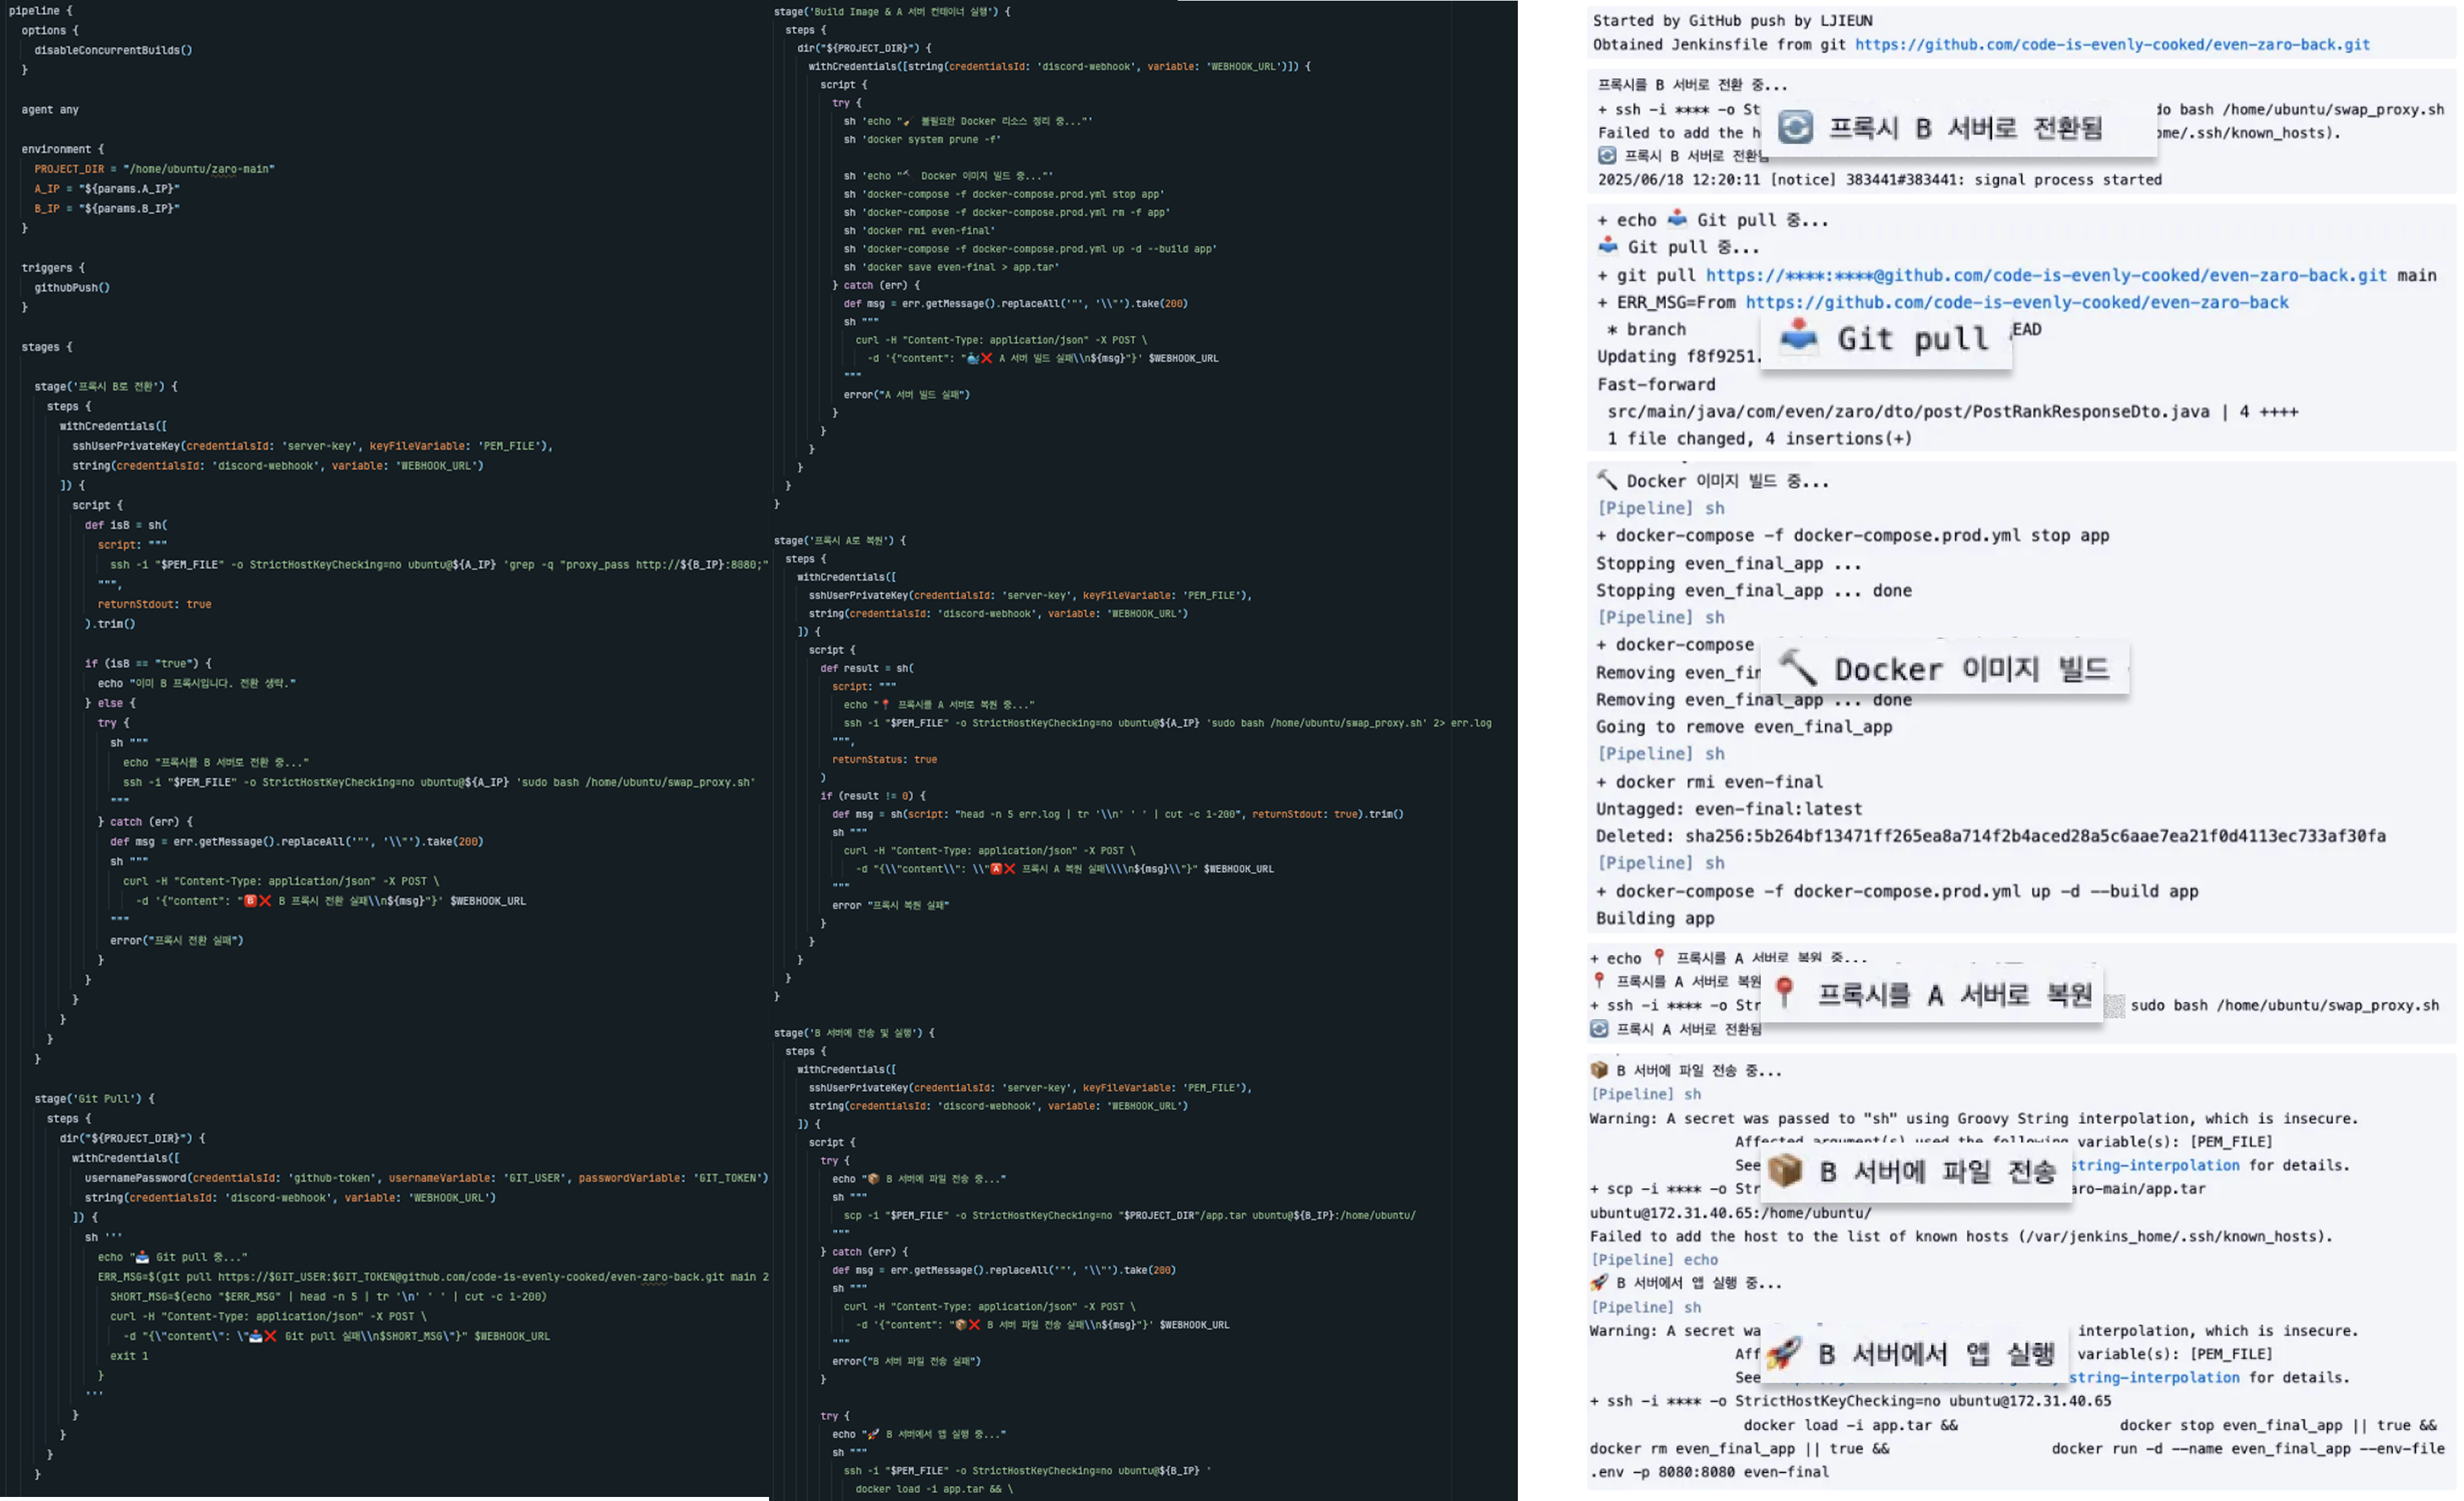 pipeline {
options {
disableConcurrentBuilds()
}
agent any
environment {
PROJECT_DIR = "/home/ubuntu/zaro-main"
A_IP = "${params.A_IP}"
B_IP = "${params.B_IP}"
}
triggers {
githubPush()
}
stages {
stage('프록시 B로 전환') {
steps {
withCredentials([
sshUserPrivateKey(credentialsId: 'server-key', keyFileVariable: 'PEM_FILE'),
string(credentialsId: 'discord-webhook', variable: 'WEBHOOK_URL')
]) {
script {
def isB = sh(
script: """
ssh -i "$PEM_FILE" -o StrictHostKeyChecking=no ubuntu@${A_IP} 'grep -q "proxy_pass http://${B_IP}:8080;"
""",
returnStdout: true
).trim()
if (isB == "true") {
echo "이미 B 프록시입니다. 전환 생략."
} else {
try {
sh """
echo "프록시를 B 서버로 전환 중..."
ssh -i "$PEM_FILE" -o StrictHostKeyChecking=no ubuntu@${A_IP} 'sudo bash /home/ubuntu/swap_proxy.sh'
"""
} catch (err) {
def msg = err.getMessage().replaceAll('"', '\\"').take(200)
sh """
curl -H "Content-Type: application/json" -X POST \
-d '{"content": "🅱️❌ B 프록시 전환 실패\\n${msg}"}' $WEBHOOK_URL
"""
error("프록시 전환 실패")
}
}
}
}
}
}
stage('Git Pull') {
steps {
dir("${PROJECT_DIR}") {
withCredentials([
usernamePassword(credentialsId: 'github-token', usernameVariable: 'GIT_USER', passwordVariable: 'GIT_TOKEN')
string(credentialsId: 'discord-webhook', variable: 'WEBHOOK_URL')
]) {
sh '''
echo "📥 Git pull 중..."
ERR_MSG=$(git pull https://$GIT_USER:$GIT_TOKEN@github.com/code-is-evenly-cooked/even-zaro-back.git main 2
SHORT_MSG=$(echo "$ERR_MSG" | head -n 5 | tr '\n' ' ' | cut -c 1-200)
curl -H "Content-Type: application/json" -X POST \
-d "{\"content\": \"📥❌ Git pull 실패\\n$SHORT_MSG\"}" $WEBHOOK_URL
exit 1
}
'''
}
}
}
}
stage('Build Image & A 서버 컨테이너 실행') {
steps {
dir("${PROJECT_DIR}") {
withCredentials([string(credentialsId: 'discord-webhook', variable: 'WEBHOOK_URL')]) {
script {
try {
sh 'echo "🧹 불필요한 Docker 리소스 정리 중..."'
sh 'docker system prune -f'
sh 'echo "🔨 Docker 이미지 빌드 중..."'
sh 'docker-compose -f docker-compose.prod.yml stop app'
sh 'docker-compose -f docker-compose.prod.yml rm -f app'
sh 'docker rmi even-final'
sh 'docker-compose -f docker-compose.prod.yml up -d --build app'
sh 'docker save even-final > app.tar'
} catch (err) {
def msg = err.getMessage().replaceAll('"', '\\"').take(200)
sh """
curl -H "Content-Type: application/json" -X POST \
-d '{"content": "🐳❌ A 서버 빌드 실패\\n${msg}"}' $WEBHOOK_URL
"""
error("A 서버 빌드 실패")
}
}
}
}
}
}
stage('프록시 A로 복원') {
steps {
withCredentials([
sshUserPrivateKey(credentialsId: 'server-key', keyFileVariable: 'PEM_FILE'),
string(credentialsId: 'discord-webhook', variable: 'WEBHOOK_URL')
]) {
script {
def result = sh(
script: """
echo "📍 프록시를 A 서버로 복원 중..."
ssh -i "$PEM_FILE" -o StrictHostKeyChecking=no ubuntu@${A_IP} 'sudo bash /home/ubuntu/swap_proxy.sh' 2> err.log
""",
returnStatus: true
)
if (result != 0) {
def msg = sh(script: "head -n 5 err.log | tr '\\n' ' ' | cut -c 1-200", returnStdout: true).trim()
sh """
curl -H "Content-Type: application/json" -X POST \
-d "{\\"content\\": \\"🅰️❌ 프록시 A 복원 실패\\\\n${msg}\\"}" $WEBHOOK_URL
"""
error "프록시 복원 실패"
}
}
}
}
}
stage('B 서버에 전송 및 실행') {
steps {
withCredentials([
sshUserPrivateKey(credentialsId: 'server-key', keyFileVariable: 'PEM_FILE'),
string(credentialsId: 'discord-webhook', variable: 'WEBHOOK_URL')
]) {
script {
try {
echo "📦 B 서버에 파일 전송 중..."
sh """
scp -i "$PEM_FILE" -o StrictHostKeyChecking=no "$PROJECT_DIR"/app.tar ubuntu@${B_IP}:/home/ubuntu/
"""
} catch (err) {
def msg = err.getMessage().replaceAll('"', '\\"').take(200)
sh """
curl -H "Content-Type: application/json" -X POST \
-d '{"content": "📦❌ B 서버 파일 전송 실패\\n${msg}"}' $WEBHOOK_URL
"""
error("B 서버 파일 전송 실패")
}
try {
echo "🚀 B 서버에서 앱 실행 중..."
sh """
ssh -i "$PEM_FILE" -o StrictHostKeyChecking=no ubuntu@${B_IP} '
docker load -i app.tar && \
Started by GitHub push by LJIEUN
Obtained Jenkinsfile from git https://github.com/code-is-evenly-cooked/even-zaro-back.git
프록시를 B 서버로 전환 중...
+ ssh -i **** -o St do bash /home/ubuntu/swap_proxy.sh
🔄 프록시 B 서버로 전환됨
Failed to add the h ome/.ssh/known_hosts).
🔄 프록시 B 서버로 전환됨
2025/06/18 12:20:11 [notice] 383441#383441: signal process started
+ echo 📥 Git pull 중...
📥 Git pull 중...
+ git pull https://****:****@github.com/code-is-evenly-cooked/even-zaro-back.git main
+ ERR_MSG=From https://github.com/code-is-evenly-cooked/even-zaro-back
* branch EAD
📥 Git pull
Updating f8f9251.
Fast-forward
src/main/java/com/even/zaro/dto/post/PostRankResponseDto.java | 4 ++++
1 file changed, 4 insertions(+)
🔨 Docker 이미지 빌드 중...
[Pipeline] sh
+ docker-compose -f docker-compose.prod.yml stop app
Stopping even_final_app ...
Stopping even_final_app ... done
[Pipeline] sh
+ docker-compose
🔨 Docker 이미지 빌드
Removing even_fin
Removing even_final_app ... done
Going to remove even_final_app
[Pipeline] sh
+ docker rmi even-final
Untagged: even-final:latest
Deleted: sha256:5b264bf13471ff265ea8a714f2b4aced28a5c6aae7ea21f0d4113ec733af30fa
[Pipeline] sh
+ docker-compose -f docker-compose.prod.yml up -d --build app
Building app
+ echo 📍 프록시를 A 서버로 복원 중...
📍 프록시를 A 서버로 복원
📍 프록시를 A 서버로 복원
+ ssh -i **** -o Str sudo bash /home/ubuntu/swap_proxy.sh
🔄 프록시 A 서버로 전환됨
📦 B 서버에 파일 전송 중...
[Pipeline] sh
Warning: A secret was passed to "sh" using Groovy String interpolation, which is insecure.
Affected argument(s) used the following variable(s): [PEM_FILE]
See string-interpolation for details.
📦 B 서버에 파일 전송
+ scp -i **** -o Str aro-main/app.tar
ubuntu@172.31.40.65:/home/ubuntu/
Failed to add the host to the list of known hosts (/var/jenkins_home/.ssh/known_hosts).
[Pipeline] echo
🚀 B 서버에서 앱 실행 중...
[Pipeline] sh
Warning: A secret wa interpolation, which is insecure.
Aff variable(s): [PEM_FILE]
🚀 B 서버에서 앱 실행
See string-interpolation for details.
+ ssh -i **** -o StrictHostKeyChecking=no ubuntu@172.31.40.65
docker load -i app.tar && docker stop even_final_app || true &&
docker rm even_final_app || true && docker run -d --name even_final_app --env-file
.env -p 8080:8080 even-final